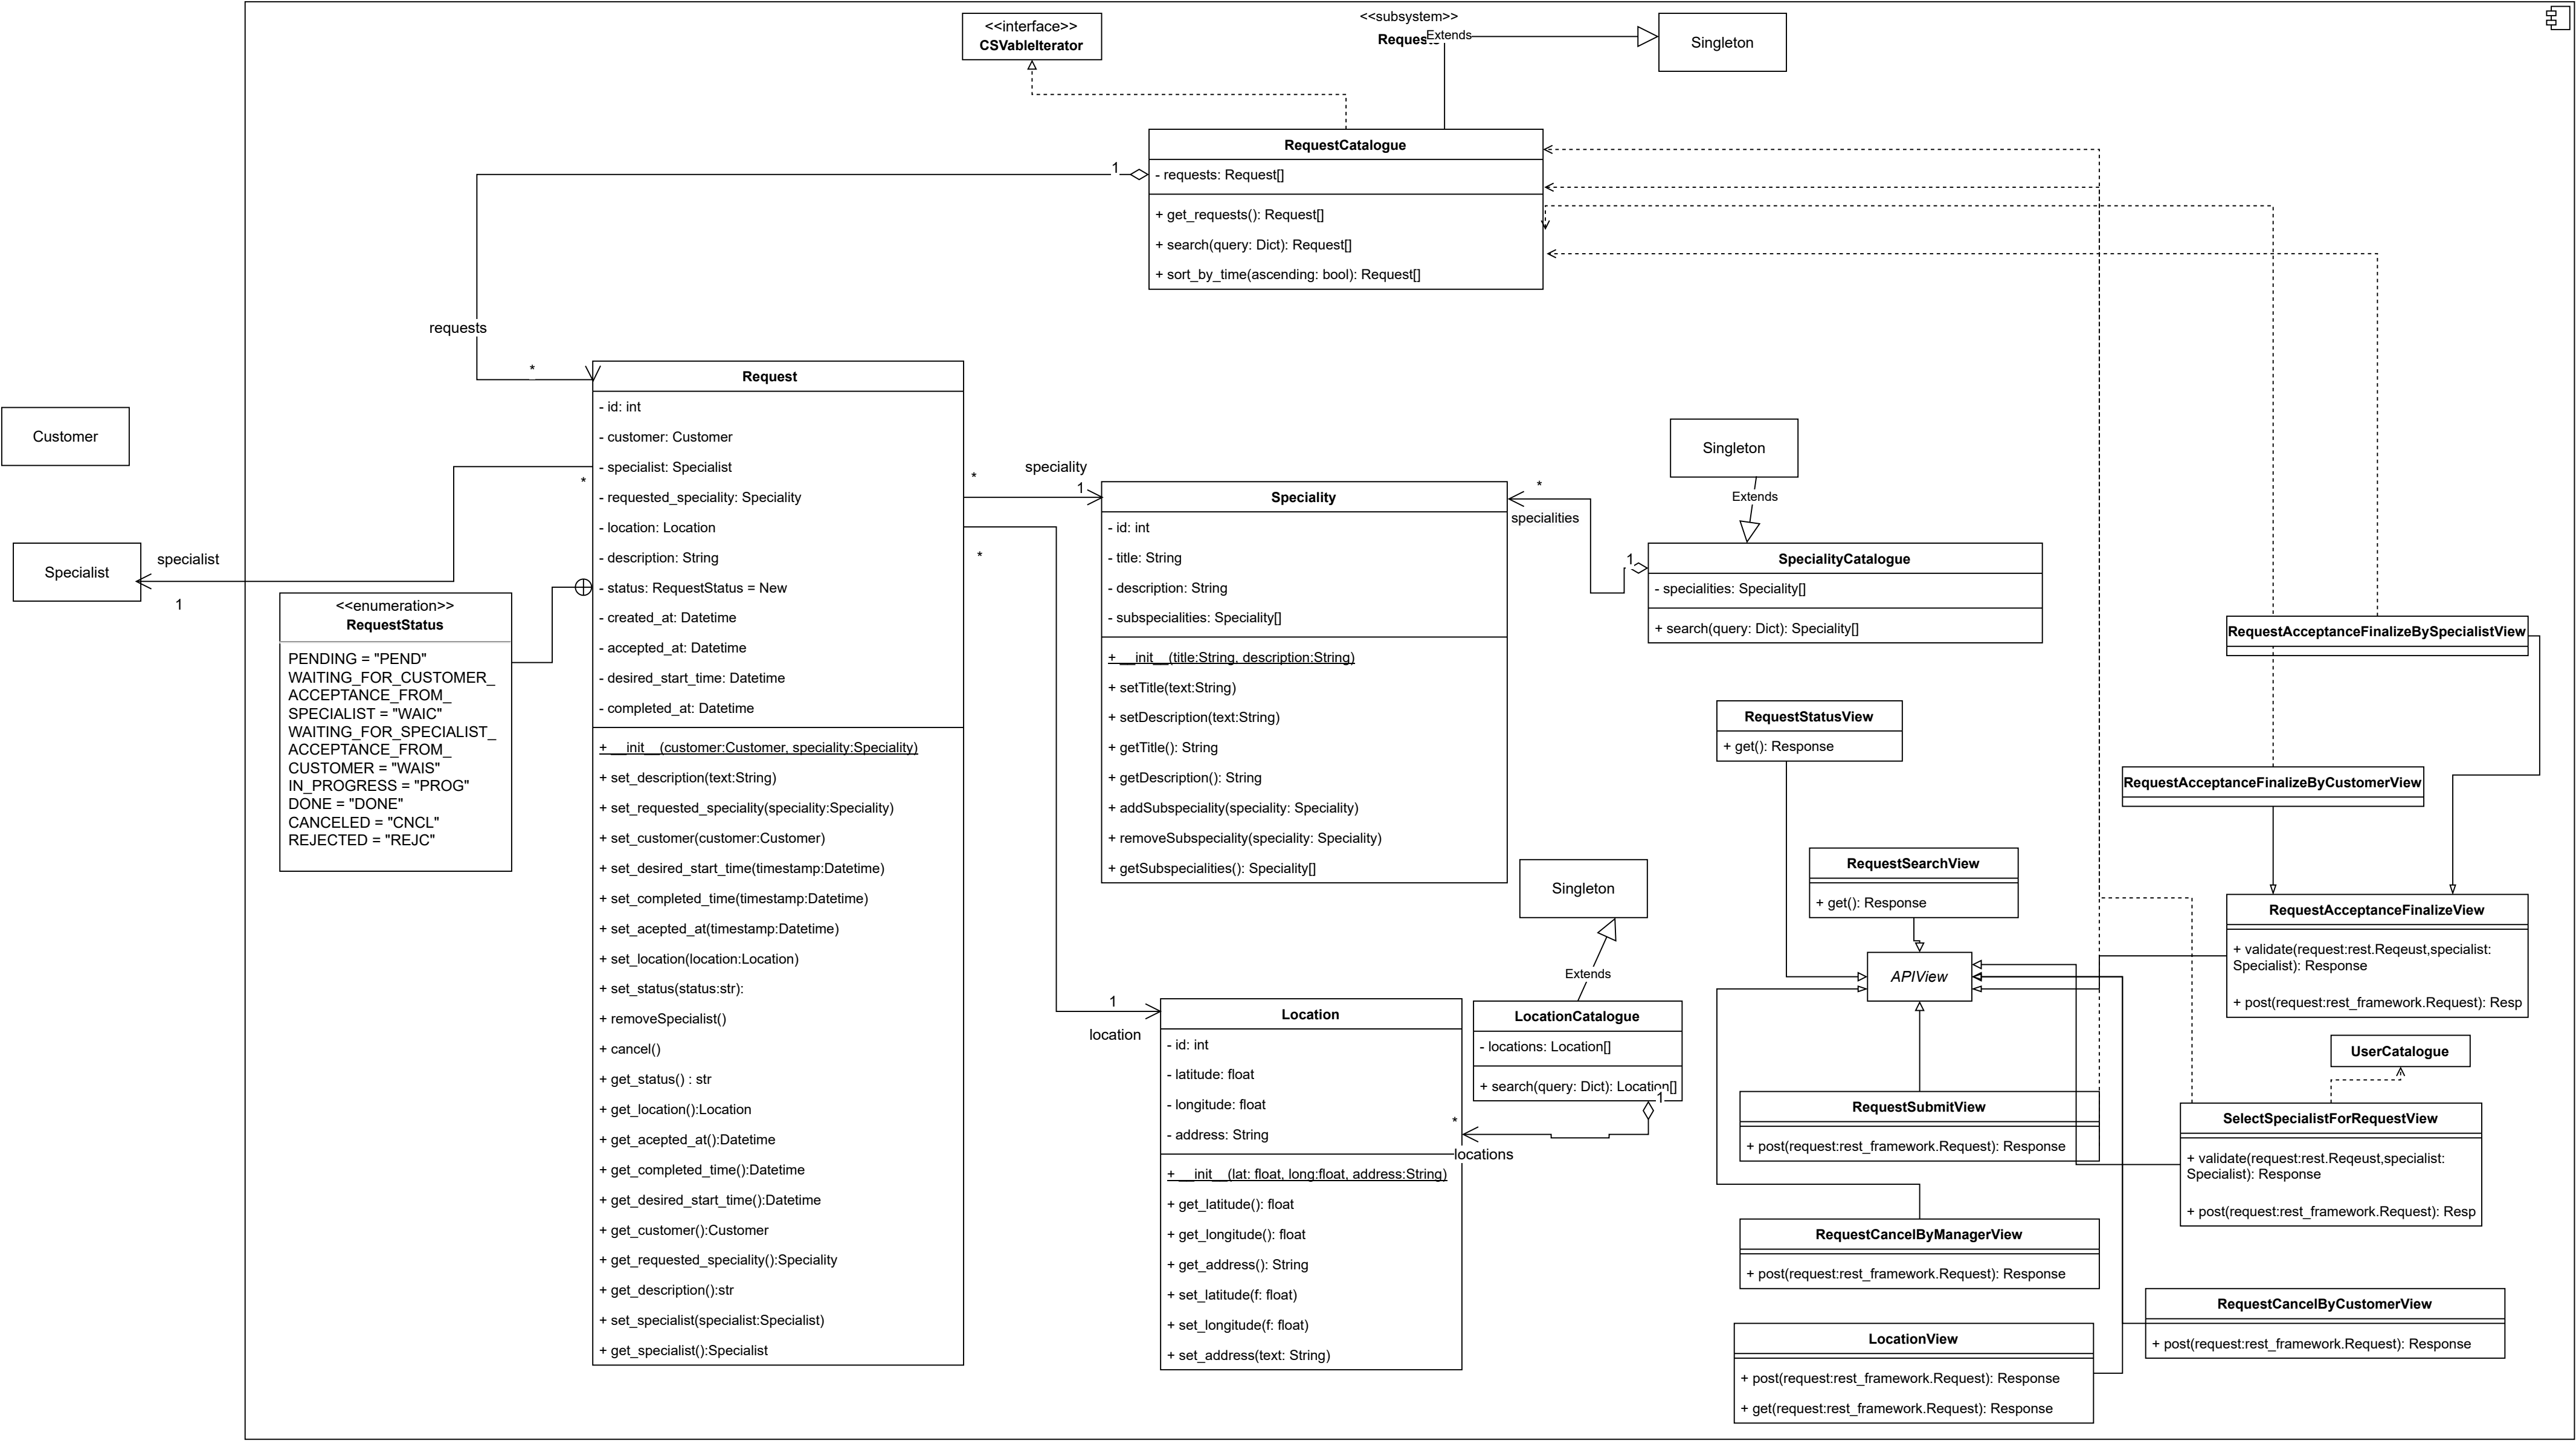 <<interface>>
CSVableIterator
<<subsystem>>
Requests
Extends
Singleton
RequestCatalogue
- requests: Request[]
+ get_requests(): Request[]
+ search(query: Dict): Request[]
+ sort_by_time(ascending: bool): Request[]
1
requests
*
Customer
Specialist
specialist
1
*
<<enumeration>>
RequestStatus
PENDING = "PEND"
WAITING_FOR_CUSTOMER_
ACCEPTANCE_FROM_
SPECIALIST = "WAIC"
WAITING_FOR_SPECIALIST_
ACCEPTANCE_FROM_
CUSTOMER = "WAIS"
IN_PROGRESS = "PROG"
DONE = "DONE"
CANCELED = "CNCL"
REJECTED = "REJC"
Request
- id: int
- customer: Customer
- specialist: Specialist
- requested_speciality: Speciality
- location: Location
- description: String
- status: RequestStatus = New
- created_at: Datetime
- accepted_at: Datetime
- desired_start_time: Datetime
- completed_at: Datetime
+ __init__(customer:Customer, speciality:Speciality)
+ set_description(text:String)
+ set_requested_speciality(speciality:Speciality)
+ set_customer(customer:Customer)
+ set_desired_start_time(timestamp:Datetime)
+ set_completed_time(timestamp:Datetime)
+ set_acepted_at(timestamp:Datetime)
+ set_location(location:Location)
+ set_status(status:str):
+ removeSpecialist()
+ cancel()
+ get_status() : str
+ get_location():Location
+ get_acepted_at():Datetime
+ get_completed_time():Datetime
+ get_desired_start_time():Datetime
+ get_customer():Customer
+ get_requested_speciality():Speciality
+ get_description():str
+ set_specialist(specialist:Specialist)
+ get_specialist():Specialist
*
speciality
1
*
1
location
Speciality
- id: int
- title: String
- description: String
- subspecialities: Speciality[]
+ __init__(title:String, description:String)
+ setTitle(text:String)
+ setDescription(text:String)
+ getTitle(): String
+ getDescription(): String
+ addSubspeciality(speciality: Speciality)
+ removeSubspeciality(speciality: Speciality)
+ getSubspecialities(): Speciality[]
*
specialities
1
Singleton
Extends
SpecialityCatalogue
- specialities: Speciality[]
+ search(query: Dict): Speciality[]
Singleton
Extends
LocationCatalogue
- locations: Location[]
+ search(query: Dict): Location[]
1
*
locations
Location
- id: int
- latitude: float
- longitude: float
- address: String
+ __init__(lat: float, long:float, address:String)
+ get_latitude(): float
+ get_longitude(): float
+ get_address(): String
+ set_latitude(f: float)
+ set_longitude(f: float)
+ set_address(text: String)
RequestAcceptanceFinalizeBySpecialistView
RequestStatusView
+ get(): Response
RequestAcceptanceFinalizeByCustomerView
RequestSearchView
+ get(): Response
APIView
RequestAcceptanceFinalizeView
+ validate(request:rest.Reqeust,specialist:
Specialist): Response
+ post(request:rest_framework.Request): Resp
UserCatalogue
RequestSubmitView
+ post(request:rest_framework.Request): Response
SelectSpecialistForRequestView
+ validate(request:rest.Reqeust,specialist:
Specialist): Response
+ post(request:rest_framework.Request): Resp
RequestCancelByManagerView
+ post(request:rest_framework.Request): Response
RequestCancelByCustomerView
+ post(request:rest_framework.Request): Response
LocationView
+ post(request:rest_framework.Request): Response
+ get(request:rest_framework.Request): Response